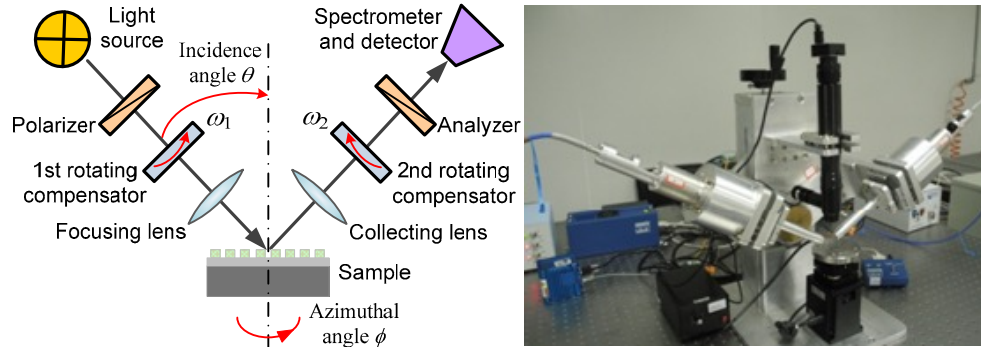 Light
source
Spectrometer
and detector
Incidence
angle θ
Polarizer
ω1
ω2
Analyzer
1st rotating
compensator
2nd rotating
compensator
Focusing lens
Collecting lens
Sample
Azimuthal
angle ϕ